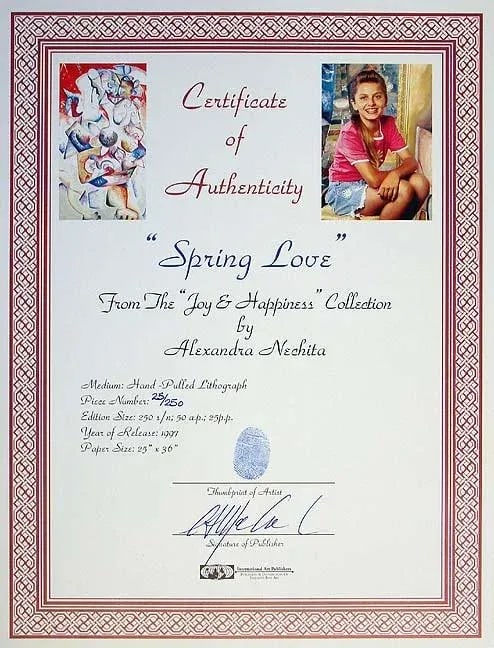 Certificate
of
Authenticity
"Spring Love"
From The "Joy & Happiness" Collection
by
Alexandra Nechita
Medium: Hand-Pulled Lithograph
Piece Number: 25/250
Edition Size: 250 s/n; 50 a.p.; 25p.p.
Year of Release: 1997
Paper Size: 25" x 36"
Thumbprint of Artist
Signature of Publisher
International Art Publishers